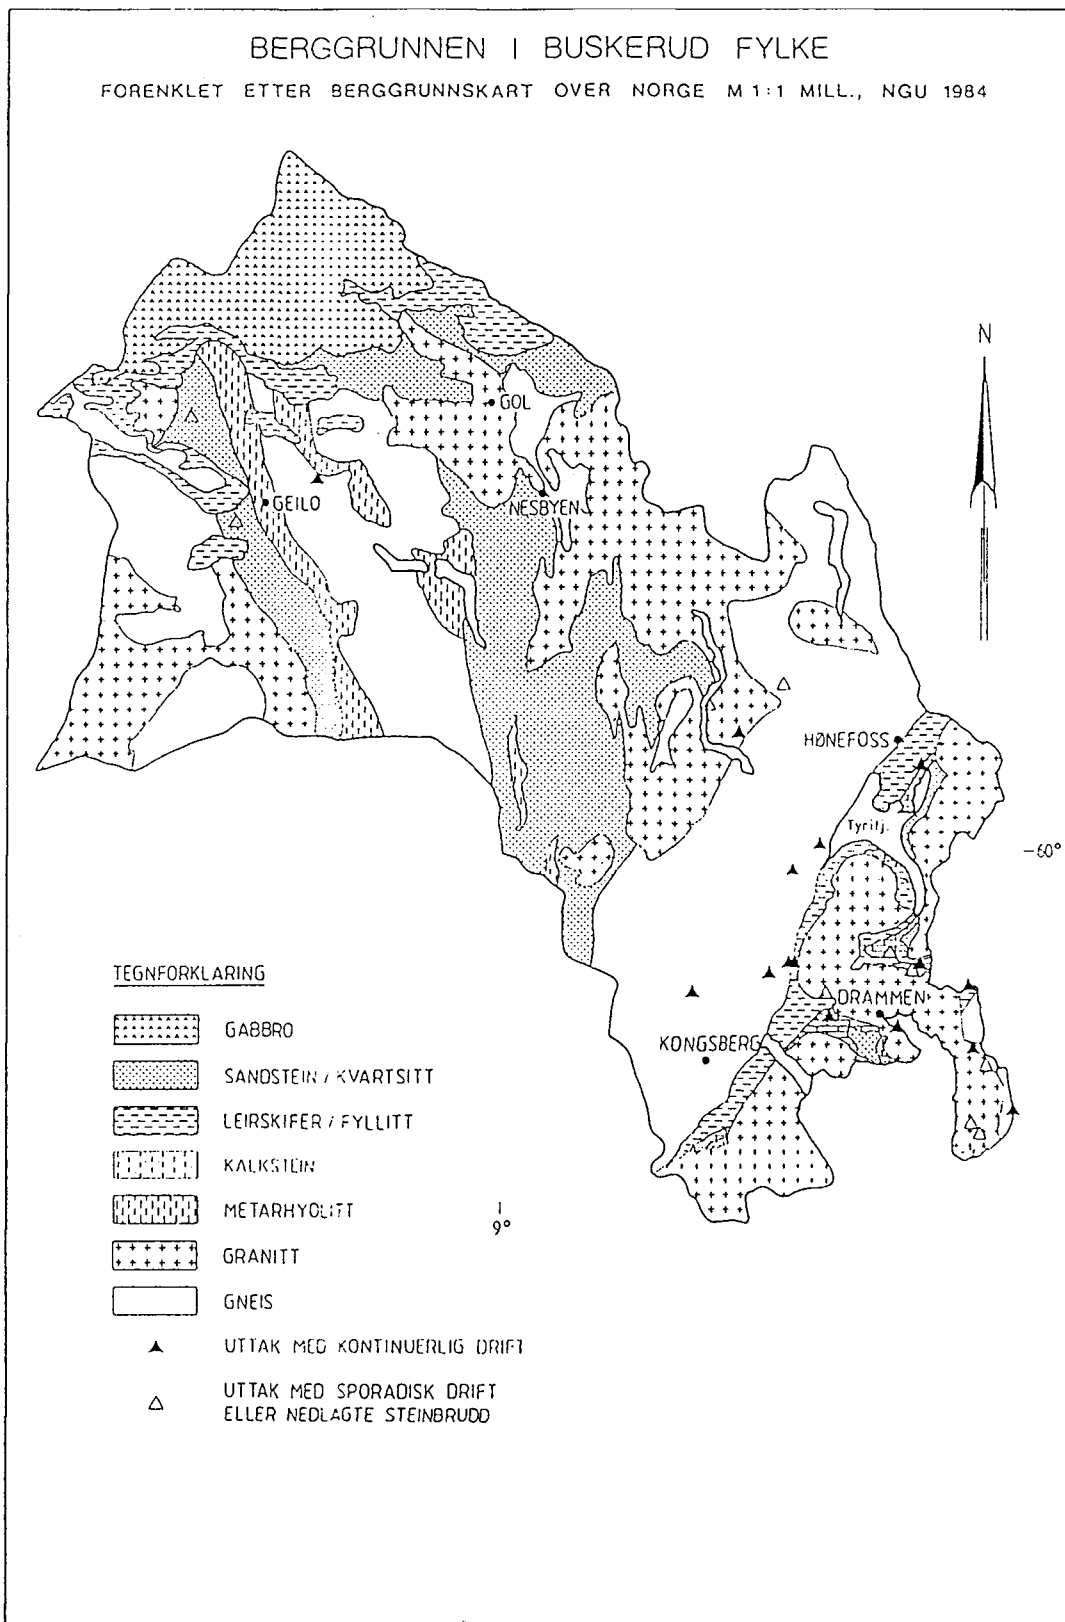 BERGGRUNNEN I BUSKERUD FYLKE
FORENKLET ETTER BERGGRUNNSKART OVER NORGE M 1:1 MILL., NGU 1984
N
GOL
GEILO
NESBYEN
HØNEFOSS
Tyrifj.
-60°
DRAMMEN
KONGSBERG
9°
TEGNFORKLARING
GABBRO
SANDSTEIN / KVARTSITT
LEIRSKIFER / FYLLITT
KALKSTEIN
METARHYOLITT
GRANITT
GNEIS
UTTAK MED KONTINUERLIG DRIFT
UTTAK MED SPORADISK DRIFT
ELLER NEDLAGTE STEINBRUDD